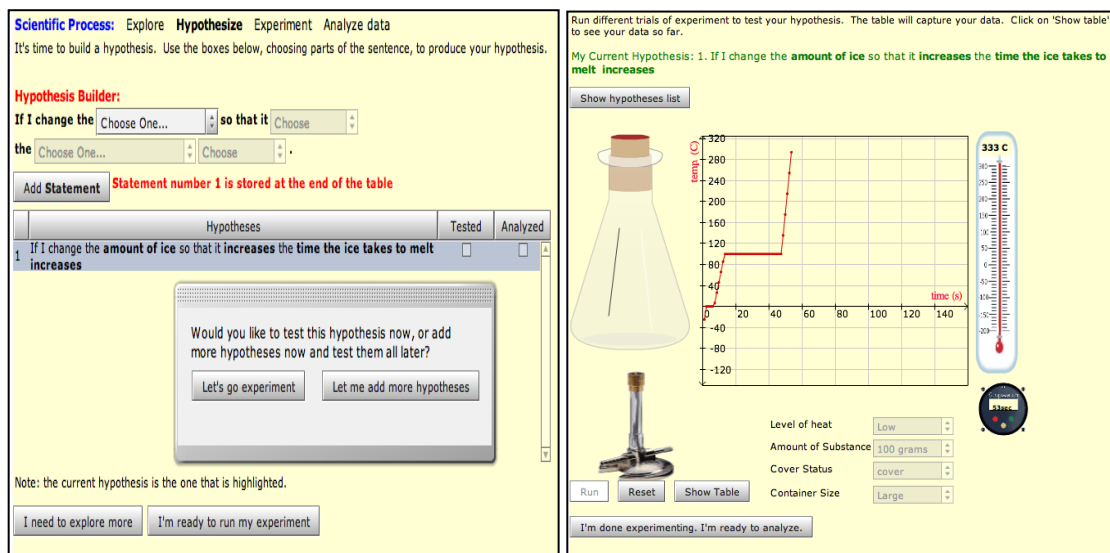 Scientific Process: Explore Hypothesize Experiment Analyze data
It's time to build a hypothesis. Use the boxes below, choosing parts of the sentence, to produce your hypothesis.
Hypothesis Builder:
If I change the Choose One... so that it Choose
the Choose One... Choose .
Add Statement Statement number 1 is stored at the end of the table
Hypotheses Tested Analyzed
1 If I change the amount of ice so that it increases the time the ice takes to melt
increases
Would you like to test this hypothesis now, or add
more hypotheses now and test them all later?
Let's go experiment Let me add more hypotheses
Note: the current hypothesis is the one that is highlighted.
I need to explore more I'm ready to run my experiment
Run different trials of experiment to test your hypothesis. The table will capture your data. Click on 'Show table'
to see your data so far.
My Current Hypothesis: 1. If I change the amount of ice so that it increases the time the ice takes to
melt increases
Show hypotheses list
temp (C)
320
280
240
200
160
120
80
40
0 20 40 60 80 100 120 140
time (s)
-40
-80
-120
333 C
53sec
Level of heat Low
Amount of Substance 100 grams
Cover Status cover
Container Size Large
Run Reset Show Table
I'm done experimenting. I'm ready to analyze.